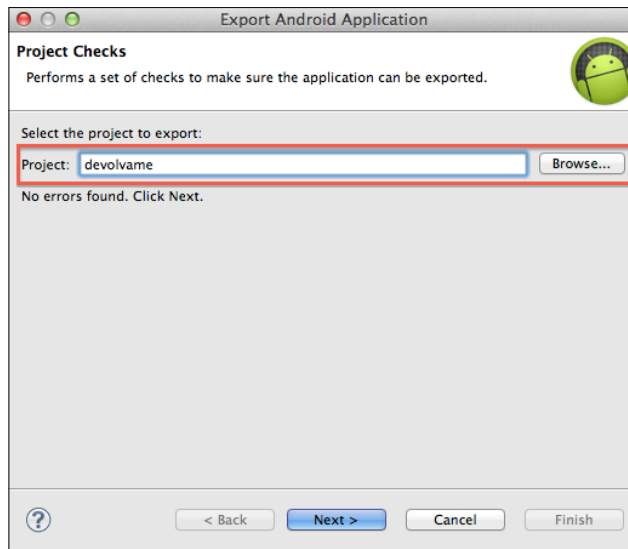 Export Android Application
Project Checks
Performs a set of checks to make sure the application can be exported.
Select the project to export:
Project: devolvame Browse...
No errors found. Click Next.
? < Back Next > Cancel Finish